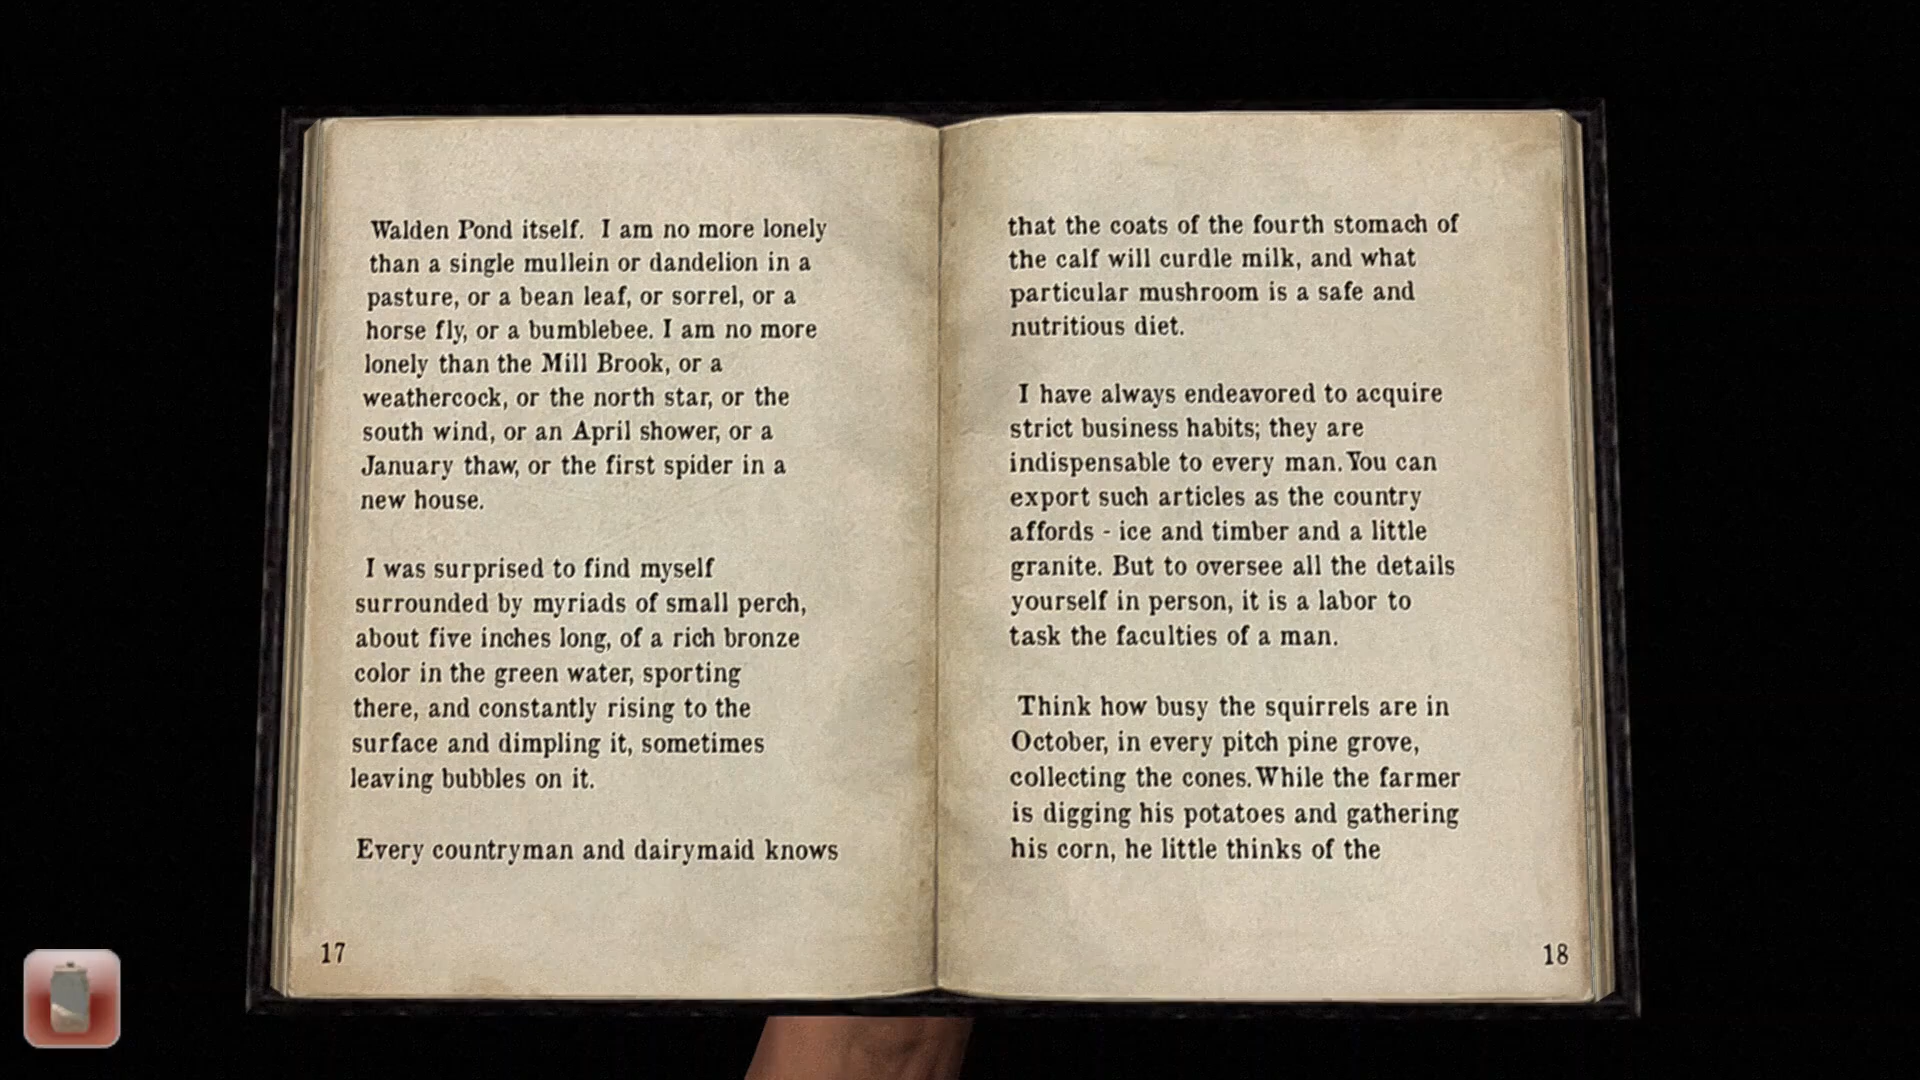 Walden Pond itself. I am no more lonely
than a single mullein or dandelion in a
pasture, or a bean leaf, or sorrel, or a
horse fly, or a bumblebee. I am no more
lonely than the Mill Brook, or a
weathercock, or the north star, or the
south wind, or an April shower, or a
January thaw, or the first spider in a
new house.
I was surprised to find myself
surrounded by myriads of small perch,
about five inches long, of a rich bronze
color in the green water, sporting
there, and constantly rising to the
surface and dimpling it, sometimes
leaving bubbles on it.
Every countryman and dairymaid knows
17
that the coats of the fourth stomach of
the calf will curdle milk, and what
particular mushroom is a safe and
nutritious diet.
I have always endeavored to acquire
strict business habits; they are
indispensable to every man. You can
export such articles as the country
affords - ice and timber and a little
granite. But to oversee all the details
yourself in person, it is a labor to
task the faculties of a man.
Think how busy the squirrels are in
October, in every pitch pine grove,
collecting the cones. While the farmer
is digging his potatoes and gathering
his corn, he little thinks of the
18